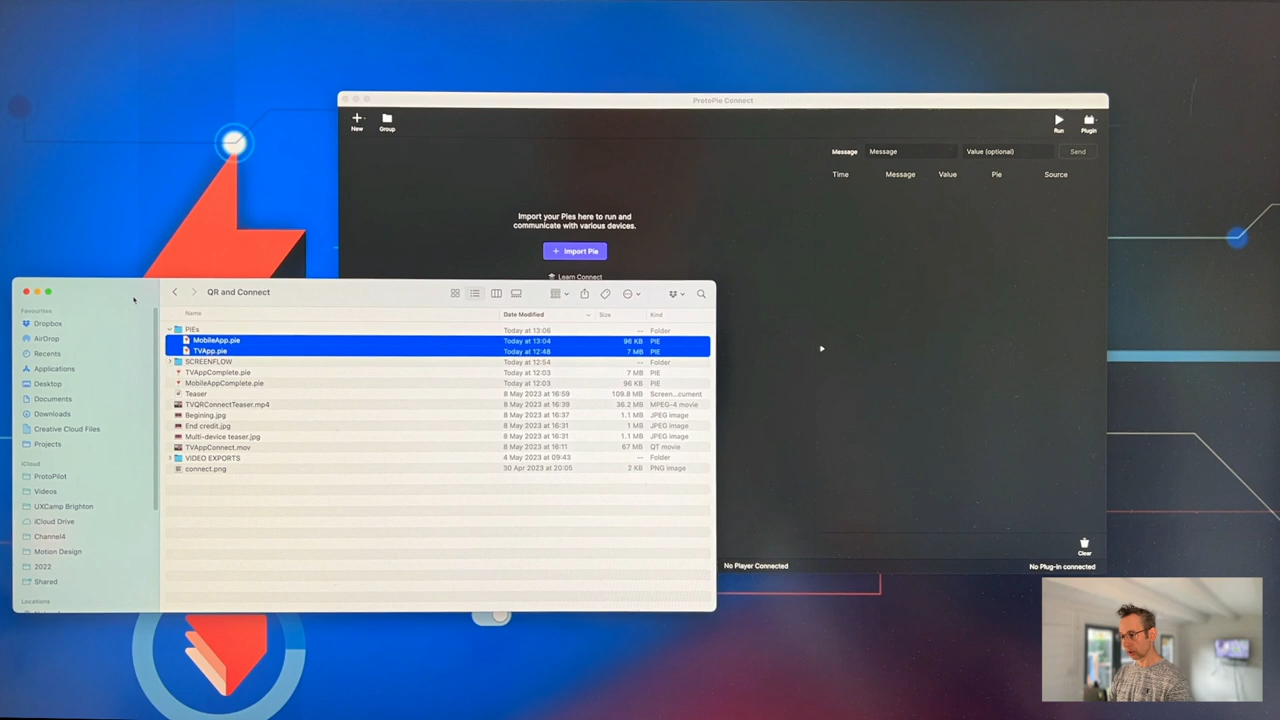 ProtoPie Connect
New
Group
Run
Plugin
Message
Message
Value (optional)
Send
Time
Message
Value
Pie
Source
Import your Pies here to run and
communicate with various devices.
+ Import Pie
Learn Connect
QR and Connect
Favourites
Dropbox
AirDrop
Recents
Applications
Desktop
Documents
Downloads
Creative Cloud Files
Projects
iCloud
ProtoPilot
Videos
UXCamp Brighton
iCloud Drive
Channel4
Motion Design
2022
Shared
Locations
Name Date Modified Size Kind
PIEs Today at 13:06 -- Folder
MobileApp.pie Today at 13:04 96 KB PIE
TVApp.pie Today at 12:48 7 MB PIE
SCREENFLOW Today at 12:54 -- Folder
TVAppComplete.pie Today at 12:03 7 MB PIE
MobileAppComplete.pie Today at 12:03 96 KB PIE
Teaser 8 May 2023 at 16:59 109.8 MB Screen...cument
TVQRConnectTeaser.mp4 8 May 2023 at 16:39 36.2 MB MPEG-4 movie
Begining.jpg 8 May 2023 at 16:37 1.1 MB JPEG image
End credit.jpg 8 May 2023 at 16:31 1 MB JPEG image
Multi-device teaser.jpg 8 May 2023 at 16:31 1.1 MB JPEG image
TVAppConnect.mov 8 May 2023 at 16:11 67 MB QT movie
VIDEO EXPORTS 4 May 2023 at 09:43 -- Folder
connect.png 30 Apr 2023 at 20:05 2 KB PNG image
Clear
No Player Connected
No Plug-in connected